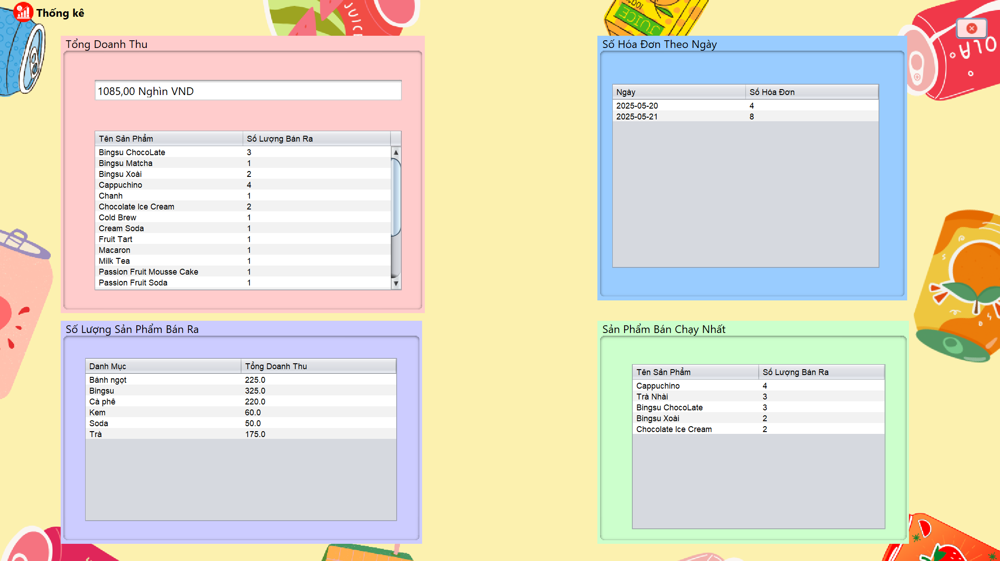 Thống kê
JUICE
100%
JUICE
Tổng Doanh Thu
1085,00 Nghìn VND
Tên Sản Phẩm Số Lượng Bán Ra
Bingsu ChocoLate 3
Bingsu Matcha 1
Bingsu Xoài 2
Cappuchino 4
Chanh 1
Chocolate Ice Cream 2
Cold Brew 1
Cream Soda 1
Fruit Tart 1
Macaron 1
Milk Tea 1
Passion Fruit Mousse Cake 1
Passion Fruit Soda 1
Số Hóa Đơn Theo Ngày
Ngày Số Hóa Đơn
2025-05-20 4
2025-05-21 8
Số Lượng Sản Phẩm Bán Ra
Danh Mục Tổng Doanh Thu
Bánh ngọt 225.0
Bingsu 325.0
Cà phê 220.0
Kem 60.0
Soda 50.0
Trà 175.0
Sản Phẩm Bán Chạy Nhất
Tên Sản Phẩm Số Lượng Bán Ra
Cappuchino 4
Trà Nhài 3
Bingsu ChocoLate 3
Bingsu Xoài 2
Chocolate Ice Cream 2